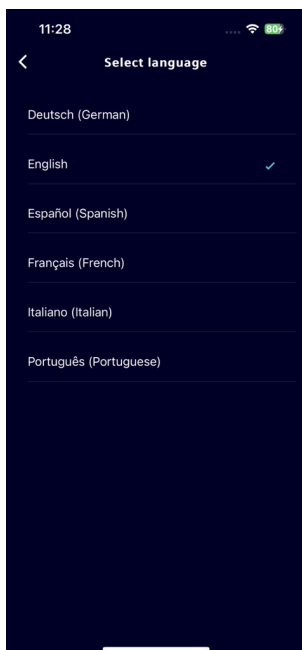 11:28
80
Select language
Deutsch (German)
English
Español (Spanish)
Français (French)
Italiano (Italian)
Português (Portuguese)